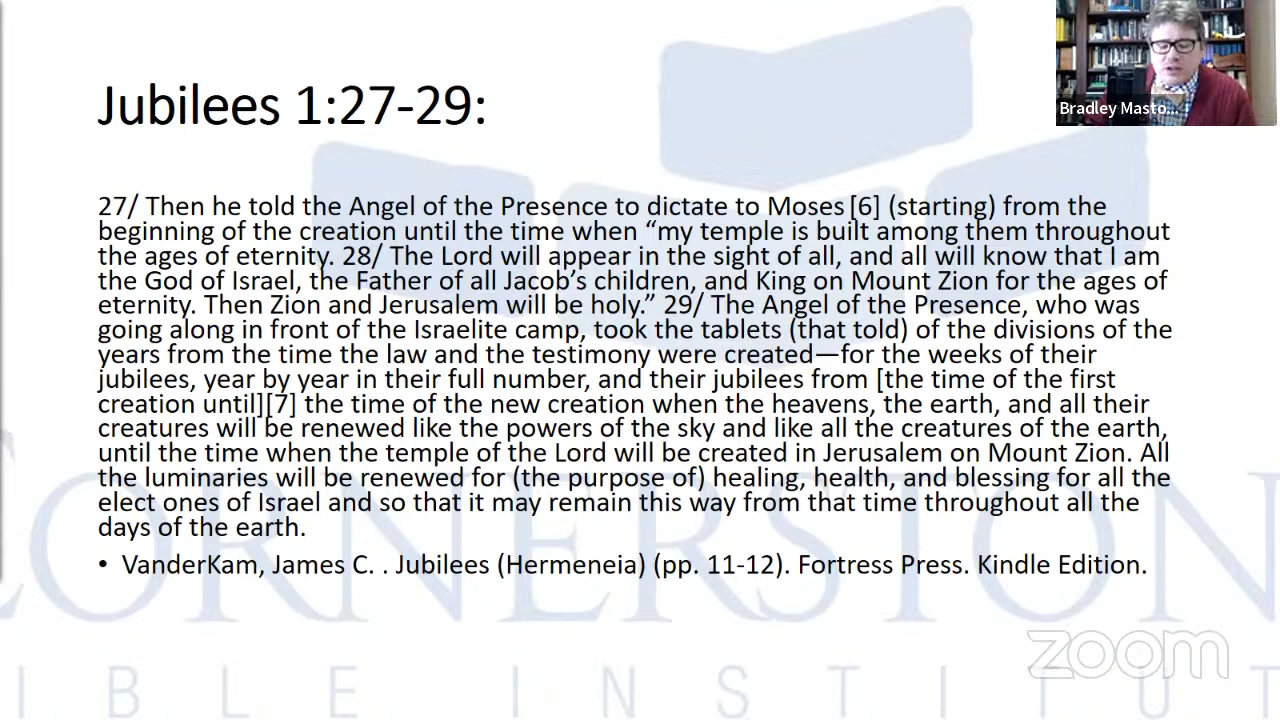 Jubilees 1:27-29:
Bradley Masto...
27/ Then he told the Angel of the Presence to dictate to Moses [6] (starting) from the
beginning of the creation until the time when “my temple is built among them throughout
the ages of eternity. 28/ The Lord will appear in the sight of all, and all will know that I am
the God of Israel, the Father of all Jacob’s children, and King on Mount Zion for the ages of
eternity. Then Zion and Jerusalem will be holy.” 29/ The Angel of the Presence, who was
going along in front of the Israelite camp, took the tablets (that told) of the divisions of the
years from the time the law and the testimony were created—for the weeks of their
jubilees, year by year in their full number, and their jubilees from [the time of the first
creation until][7] the time of the new creation when the heavens, the earth, and all their
creatures will be renewed like the powers of the sky and like all the creatures of the earth,
until the time when the temple of the Lord will be created in Jerusalem on Mount Zion. All
the luminaries will be renewed for (the purpose of) healing, health, and blessing for all the
elect ones of Israel and so that it may remain this way from that time throughout all the
days of the earth.
• VanderKam, James C. . Jubilees (Hermeneia) (pp. 11-12). Fortress Press. Kindle Edition.
CORNERSTON
zoom
IBLE INSTITUT